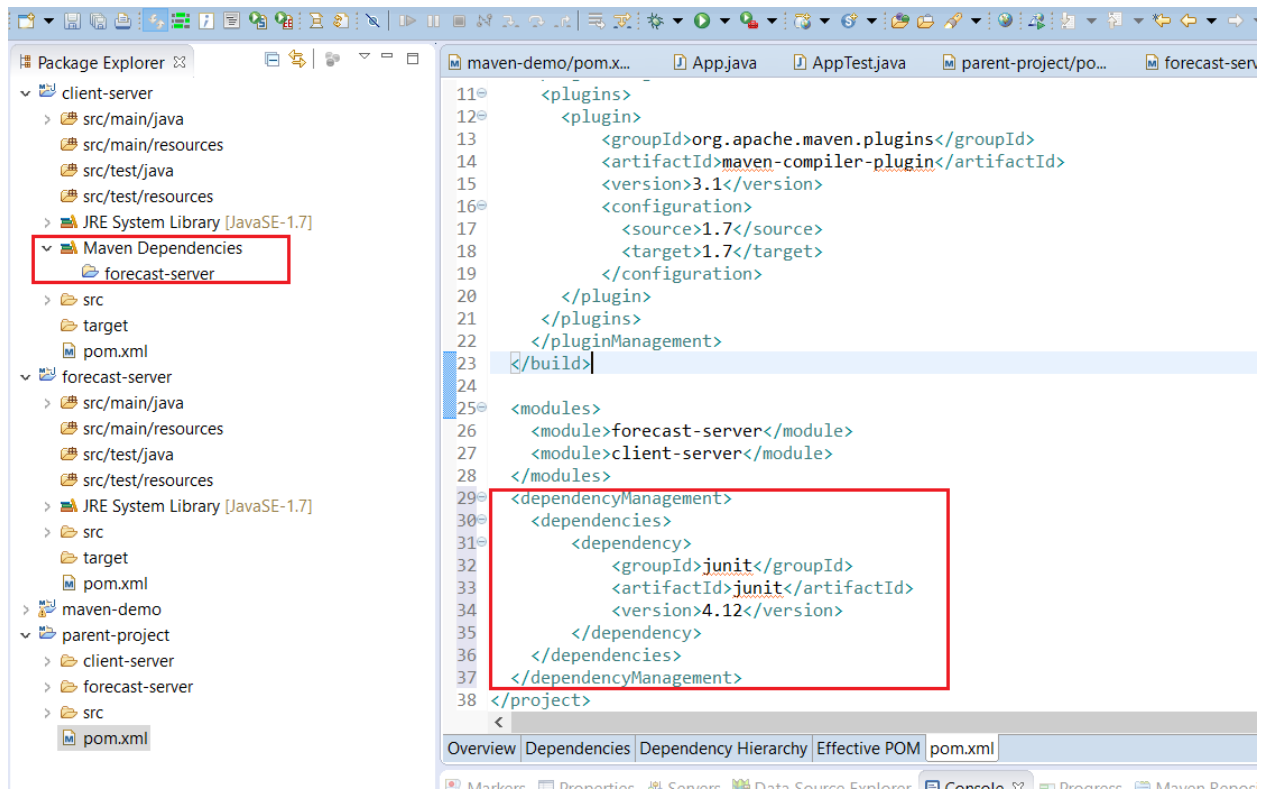 Package Explorer
client-server
src/main/java
src/main/resources
src/test/java
src/test/resources
JRE System Library [JavaSE-1.7]
Maven Dependencies
forecast-server
src
target
pom.xml
forecast-server
src/main/java
src/main/resources
src/test/java
src/test/resources
JRE System Library [JavaSE-1.7]
src
target
pom.xml
maven-demo
parent-project
client-server
forecast-server
src
pom.xml
maven-demo/pom.x... App.java AppTest.java parent-project/po... forecast-serv
11 <plugins>
12 <plugin>
13 <groupId>org.apache.maven.plugins</groupId>
14 <artifactId>maven-compiler-plugin</artifactId>
15 <version>3.1</version>
16 <configuration>
17 <source>1.7</source>
18 <target>1.7</target>
19 </configuration>
20 </plugin>
21 </plugins>
22 </pluginManagement>
23 </build>
24
25 <modules>
26 <module>forecast-server</module>
27 <module>client-server</module>
28 </modules>
29 <dependencyManagement>
30 <dependencies>
31 <dependency>
32 <groupId>junit</groupId>
33 <artifactId>junit</artifactId>
34 <version>4.12</version>
35 </dependency>
36 </dependencies>
37 </dependencyManagement>
38 </project>
Overview Dependencies Dependency Hierarchy Effective POM pom.xml
Markers Properties Servers Data Source Explorer Console Progress Maven Repos